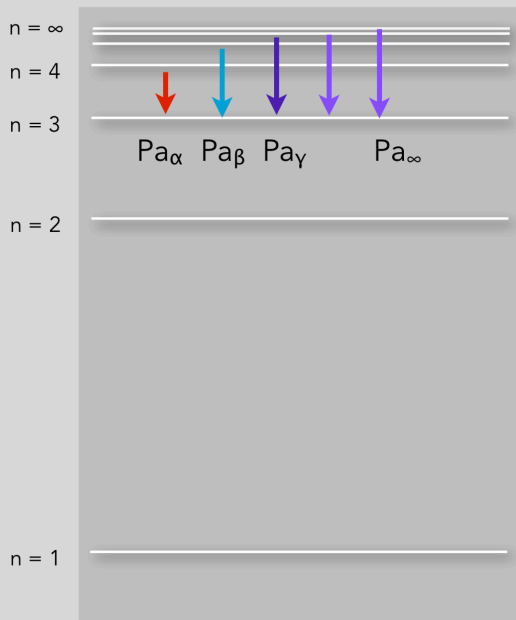 n = ∞
n = 4
n = 3
Paα Paβ Paγ Pa∞
n = 2
n = 1